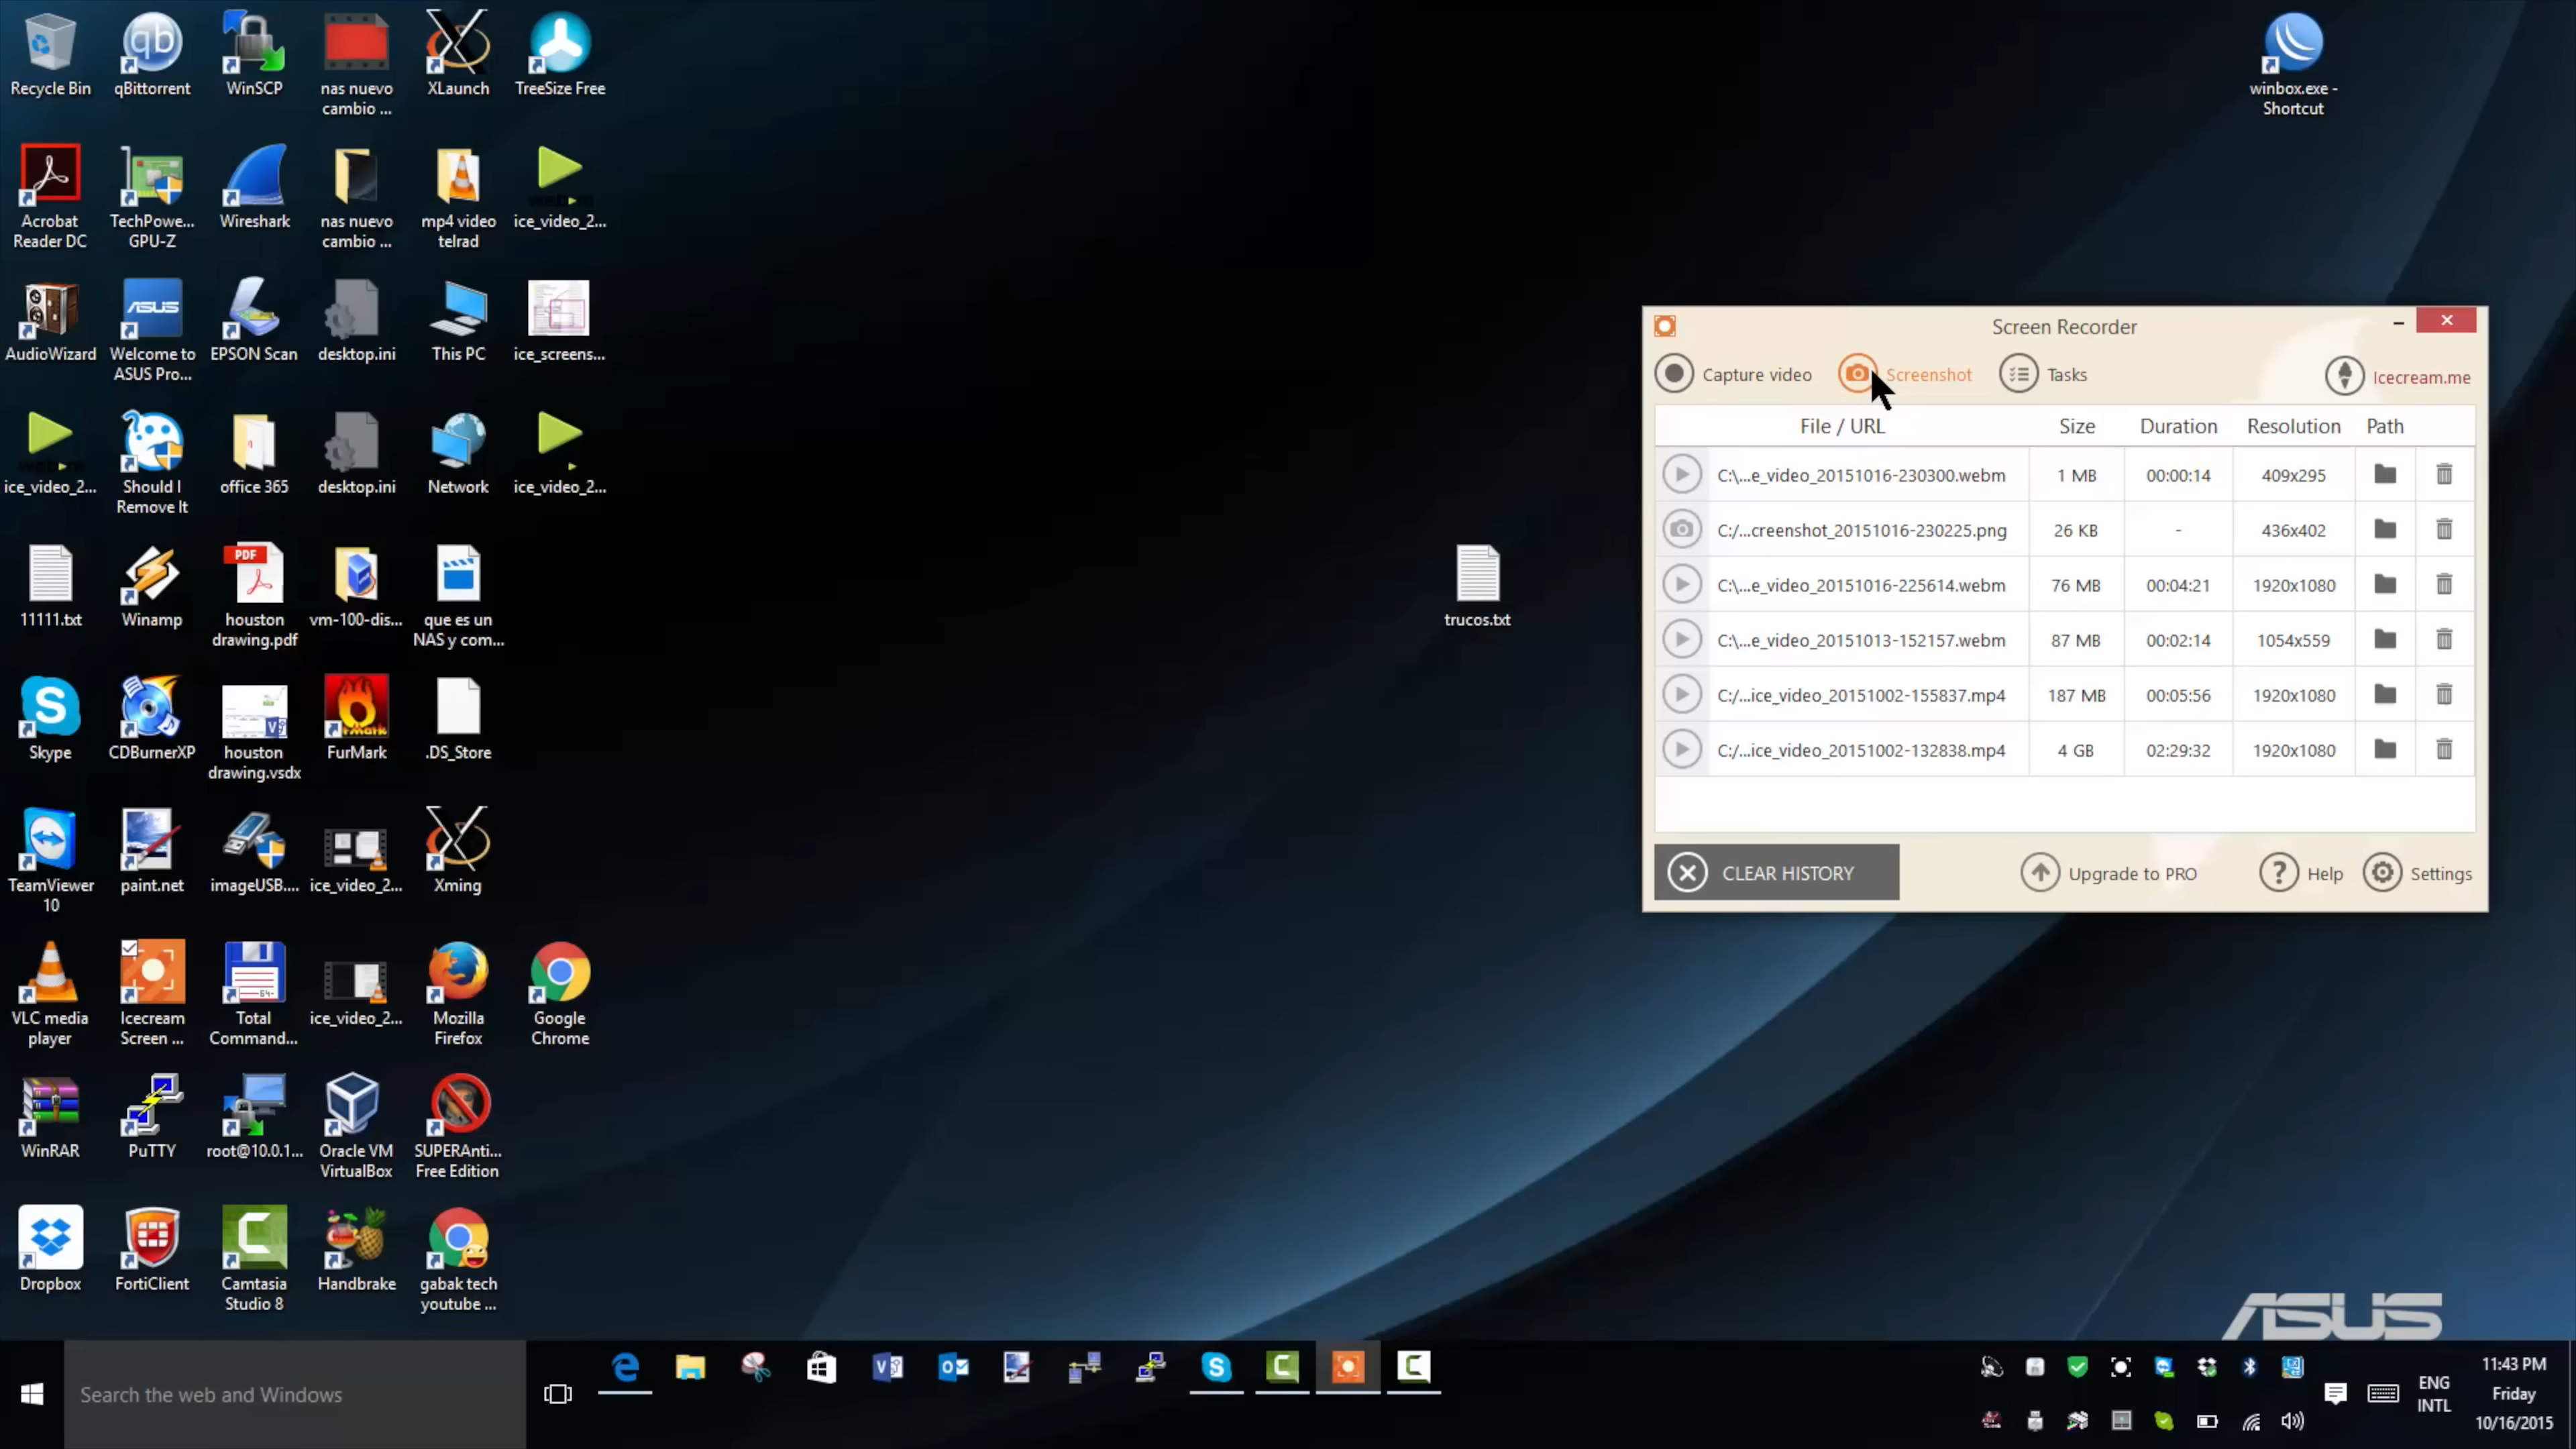 Recycle Bin
qBittorrent
WinSCP
nas nuevo
cambio ...
XLaunch
TreeSize Free
winbox.exe -
Shortcut
Acrobat
Reader DC
TechPowe...
GPU-Z
Wireshark
nas nuevo
cambio ...
mp4 video
telrad
ice_video_2...
AudioWizard
ASUS
Welcome to
ASUS Pro...
EPSON Scan
desktop.ini
This PC
ice_screens...
ice_video_2...
Should I
Remove It
office 365
desktop.ini
Network
ice_video_2...
11111.txt
Winamp
PDF
houston
drawing.pdf
vm-100-dis...
que es un
NAS y com...
trucos.txt
Skype
CDBurnerXP
houston
drawing.vsdx
FurMark
.DS_Store
TeamViewer
10
paint.net
imageUSB....
ice_video_2...
Xming
VLC media
player
Icecream
Screen ...
Total
Command...
ice_video_2...
Mozilla
Firefox
Google
Chrome
WinRAR
PuTTY
root@10.0.1...
Oracle VM
VirtualBox
SUPERAnti...
Free Edition
Dropbox
FortiClient
Camtasia
Studio 8
Handbrake
gabak tech
youtube ...
Screen Recorder
Capture video
Screenshot
Tasks
Icecream.me
File / URL Size Duration Resolution Path
C:\...e_video_20151016-230300.webm 1 MB 00:00:14 409x295
C:/...creenshot_20151016-230225.png 26 KB - 436x402
C:\...e_video_20151016-225614.webm 76 MB 00:04:21 1920x1080
C:\...e_video_20151013-152157.webm 87 MB 00:02:14 1054x559
C:/...ice_video_20151002-155837.mp4 187 MB 00:05:56 1920x1080
C:/...ice_video_20151002-132838.mp4 4 GB 02:29:32 1920x1080
CLEAR HISTORY
Upgrade to PRO
Help
Settings
ASUS
Search the web and Windows
ENG
INTL
11:43 PM
Friday
10/16/2015